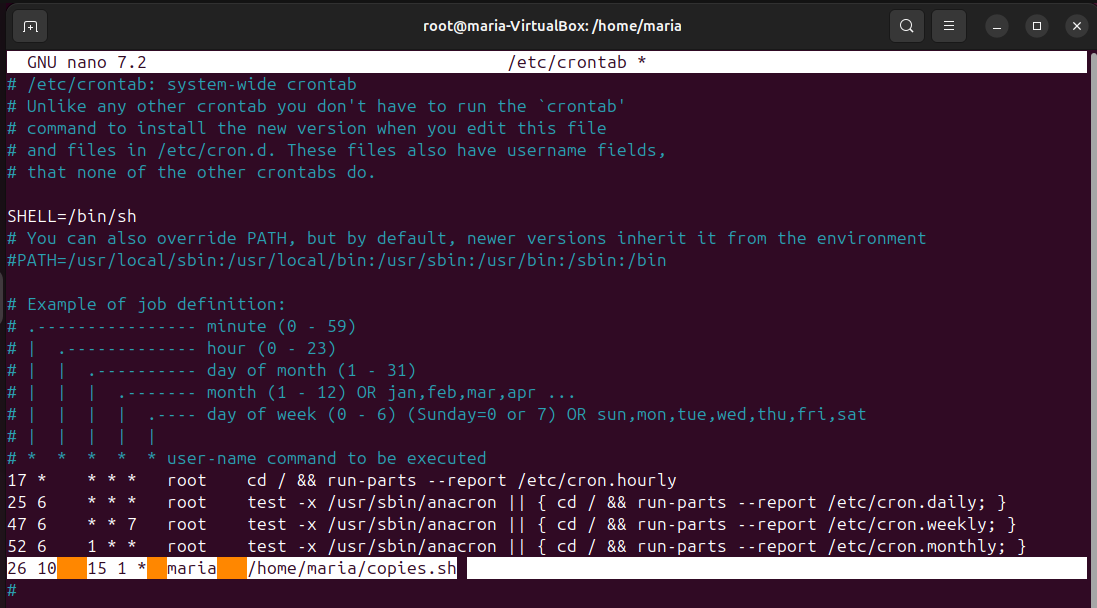 root@maria-VirtualBox: /home/maria
GNU nano 7.2                                    /etc/crontab *
# /etc/crontab: system-wide crontab
# Unlike any other crontab you don't have to run the `crontab'
# command to install the new version when you edit this file
# and files in /etc/cron.d. These files also have username fields,
# that none of the other crontabs do.

SHELL=/bin/sh
# You can also override PATH, but by default, newer versions inherit it from the environment
#PATH=/usr/local/sbin:/usr/local/bin:/usr/sbin:/usr/bin:/sbin:/bin

# Example of job definition:
# .---------------- minute (0 - 59)
# |  .------------- hour (0 - 23)
# |  |  .---------- day of month (1 - 31)
# |  |  |  .------- month (1 - 12) OR jan,feb,mar,apr ...
# |  |  |  |  .---- day of week (0 - 6) (Sunday=0 or 7) OR sun,mon,tue,wed,thu,fri,sat
# |  |  |  |  |
# *  *  *  *  * user-name command to be executed
17 *    * * *   root    cd / && run-parts --report /etc/cron.hourly
25 6    * * *   root    test -x /usr/sbin/anacron || { cd / && run-parts --report /etc/cron.daily; }
47 6    * * 7   root    test -x /usr/sbin/anacron || { cd / && run-parts --report /etc/cron.weekly; }
52 6    1 * *   root    test -x /usr/sbin/anacron || { cd / && run-parts --report /etc/cron.monthly; }
26 10   15 1 *  maria   /home/maria/copies.sh
#